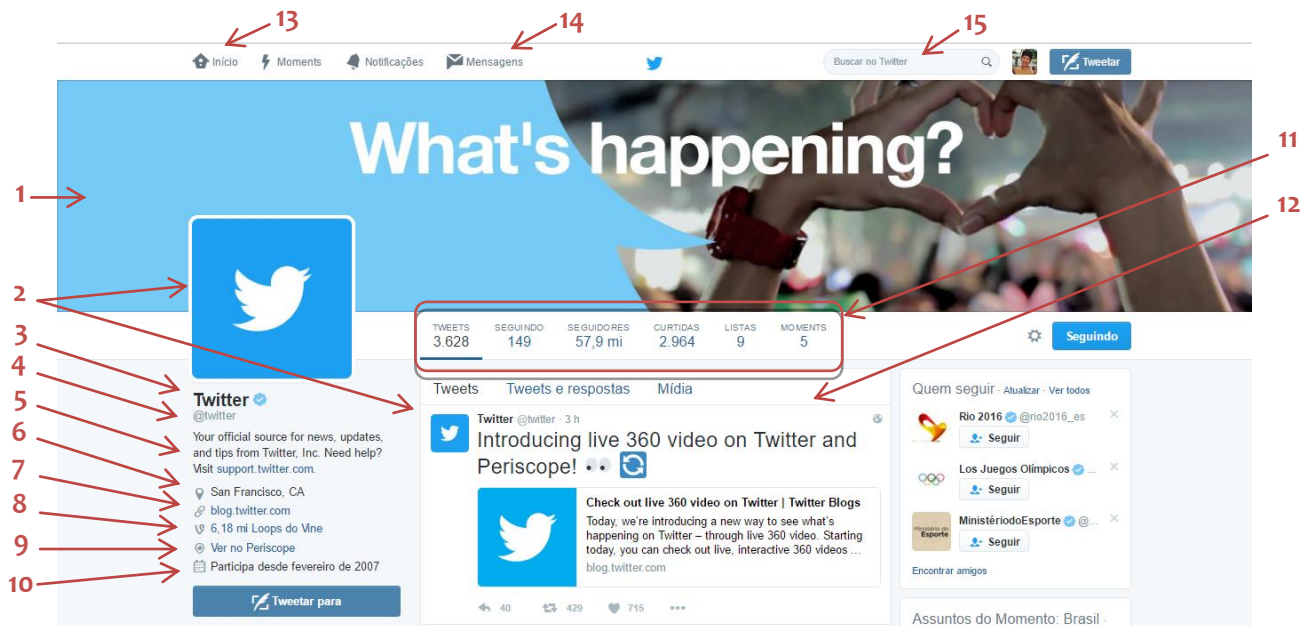 13
14
15
Início
Moments
Notificações
Mensagens
Buscar no Twitter
Tweetar
What's happening?
11
1
12
2
TWEETS SEGUINDO SEGUIDORES CURTIDAS LISTAS MOMENTS
3.628 149 57,9 mi 2.964 9 5
Seguindo
3
4
5
6
7
8
9
10
Twitter
@twitter
Your official source for news, updates,
and tips from Twitter, Inc. Need help?
Visit support.twitter.com.
San Francisco, CA
blog.twitter.com
6,18 mi Loops do Vine
Ver no Periscope
Participa desde fevereiro de 2007
Tweetar para
Tweets Tweets e respostas Mídia
Twitter @twitter · 3 h
Introducing live 360 video on Twitter and
Periscope!
Check out live 360 video on Twitter | Twitter Blogs
Today, we're introducing a new way to see what's
happening on Twitter – through live 360 video. Starting
today, you can check out live, interactive 360 videos ...
blog.twitter.com
40 429 715
Quem seguir · Atualizar · Ver todos
Rio 2016 @rio2016_es
Seguir
Los Juegos Olímpicos ...
Seguir
MinistériodoEsporte @...
Ministério do
Esporte
Seguir
Encontrar amigos
Assuntos do Momento: Brasil ·